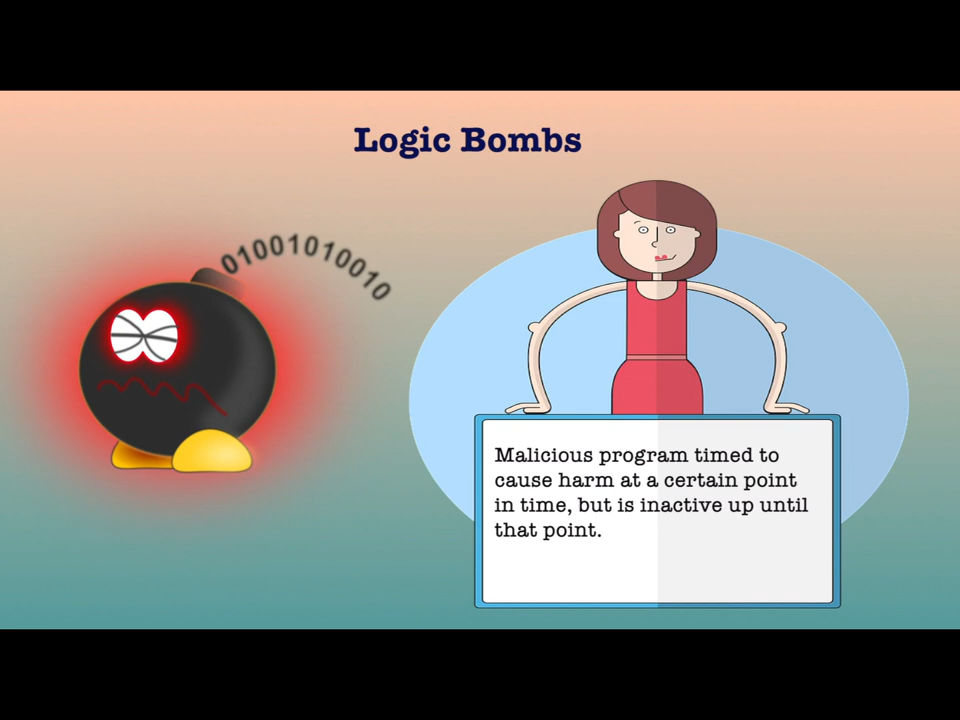 Logic Bombs
01001010010
Malicious program timed to
cause harm at a certain point
in time, but is inactive up until
that point.